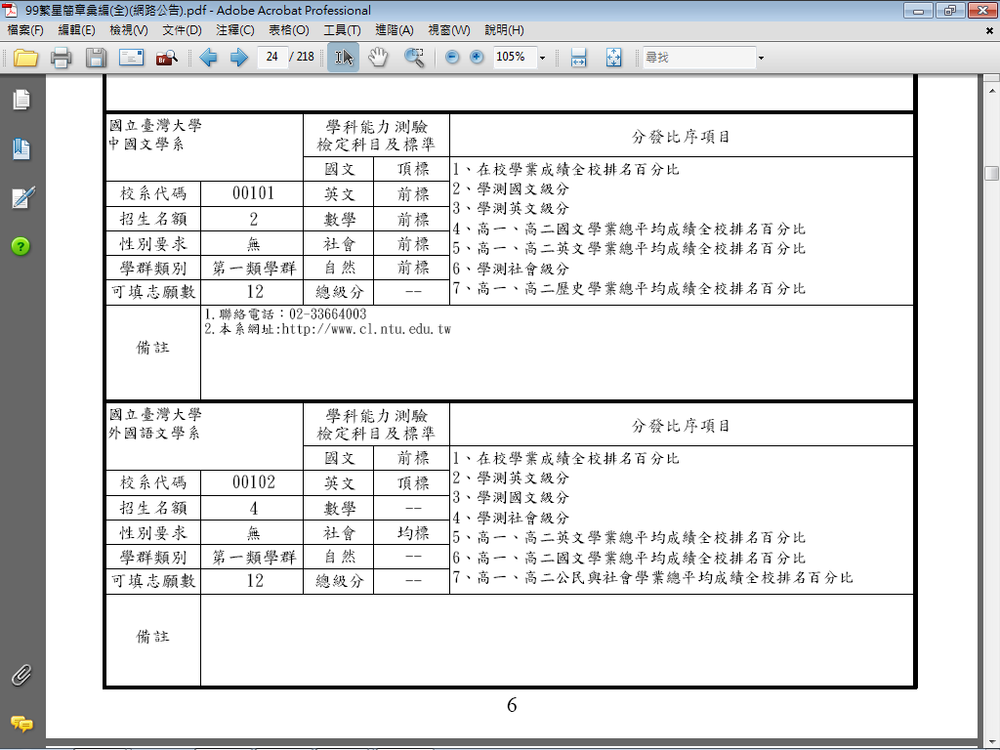 99繁星簡章彙編(全)(網路公告).pdf - Adobe Acrobat Professional
檔案(F) 編輯(E) 檢視(V) 文件(D) 注釋(C) 表格(O) 工具(T) 進階(A) 視窗(W) 說明(H)
24 / 218 105% 尋找
國立臺灣大學
中國文學系
學科能力測驗
檢定科目及標準
分發比序項目
國文 頂標
校系代碼 00101 英文 前標
招生名額 2 數學 前標
性別要求 無 社會 前標
學群類別 第一類學群 自然 前標
可填志願數 12 總級分 --
1、在校學業成績全校排名百分比
2、學測國文級分
3、學測英文級分
4、高一、高二國文學業總平均成績全校排名百分比
5、高一、高二英文學業總平均成績全校排名百分比
6、學測社會級分
7、高一、高二歷史學業總平均成績全校排名百分比
備註
1.聯絡電話：02-33664003
2.本系網址:http://www.cl.ntu.edu.tw
國立臺灣大學
外國語文學系
學科能力測驗
檢定科目及標準
分發比序項目
國文 前標
校系代碼 00102 英文 頂標
招生名額 4 數學 --
性別要求 無 社會 均標
學群類別 第一類學群 自然 --
可填志願數 12 總級分 --
1、在校學業成績全校排名百分比
2、學測英文級分
3、學測國文級分
4、學測社會級分
5、高一、高二英文學業總平均成績全校排名百分比
6、高一、高二國文學業總平均成績全校排名百分比
7、高一、高二公民與社會學業總平均成績全校排名百分比
備註
6